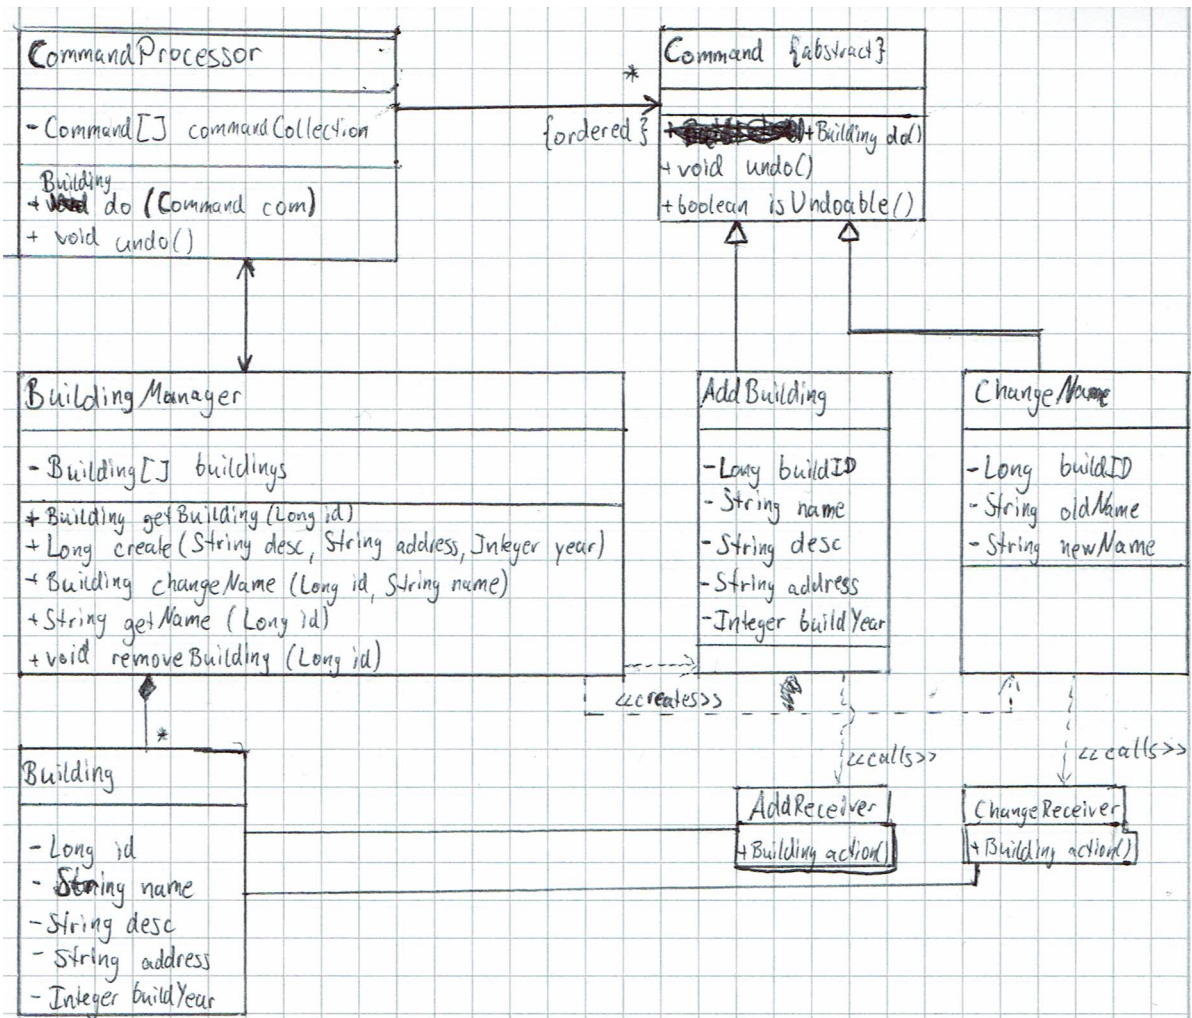 CommandProcessor
- Command[] commandCollection
Building
+ do (Command com)
+ void undo()
*
{ordered}
Command {abstract}
+Building do()
+ void undo()
+ boolean isUndoable()
BuildingManager
- Building[] buildings
+ Building getBuilding (Long id)
+ Long create (String desc, String address, Integer year)
+ Building changeName (Long id, String name)
+ String getName (Long id)
+ void removeBuilding (Long id)
AddBuilding
- Long buildID
- String name
- String desc
- String address
- Integer buildYear
ChangeName
- Long buildID
- String oldName
- String newName
<<creates>>
*
Building
- Long id
- String name
- String desc
- String address
- Integer buildYear
<<calls>>
<<calls>>
AddReceiver
+Building action()
ChangeReceiver
+ Building action()